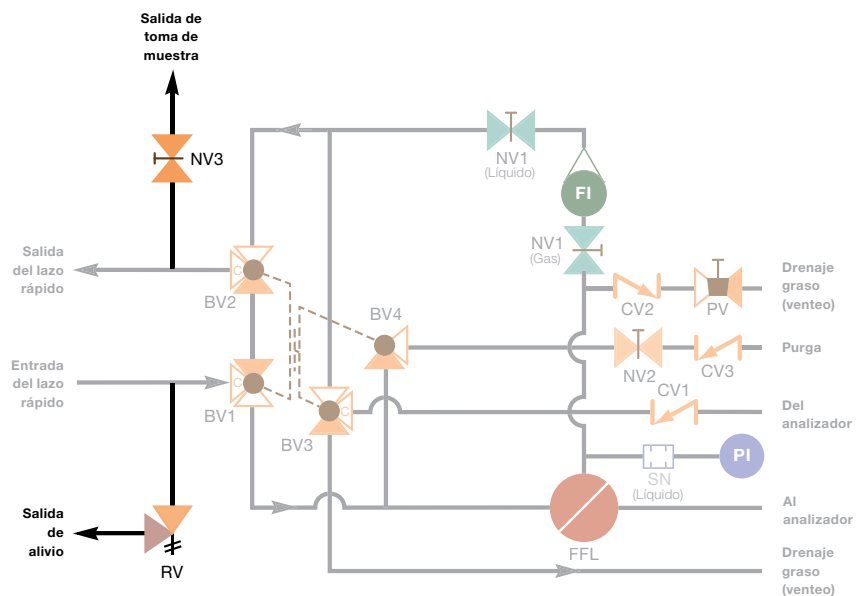 Salida de
toma de
muestra
NV3
NV1
(Líquido)
FI
NV1
(Gas)
Salida
del lazo
rápido
C
BV2
BV4
CV2
PV
Drenaje
graso
(venteo)
NV2
CV3
Purga
Entrada
del lazo
rápido
C
BV1
C
BV3
CV1
Del
analizador
SN
(Líquido)
PI
Salida
de
alivio
RV
FFL
Al
analizador
Drenaje
graso
(venteo)